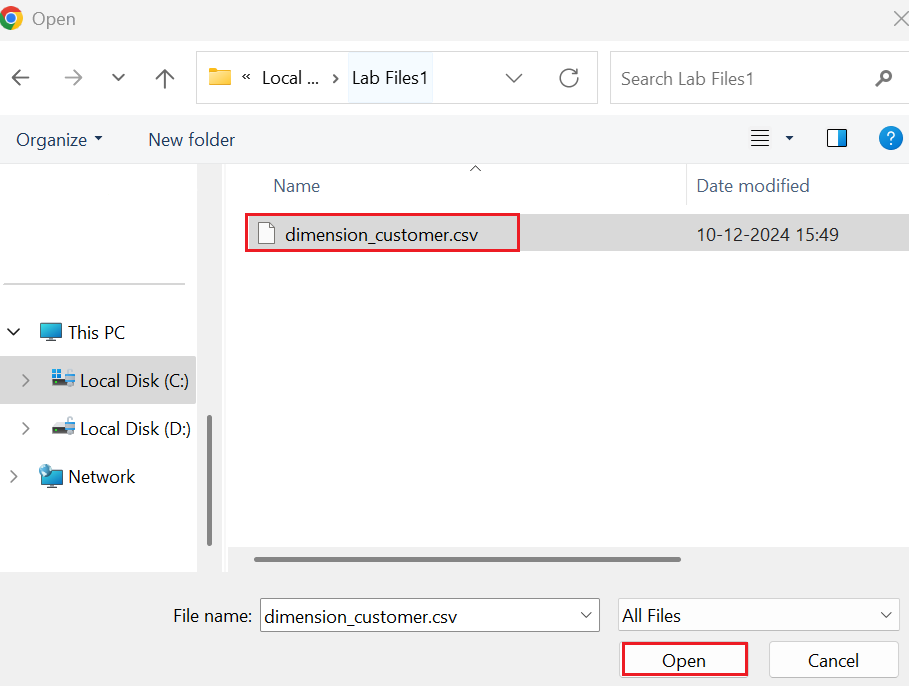 Open
« Local ... > Lab Files1
Search Lab Files1
Organize
New folder
?
Name
Date modified
dimension_customer.csv
10-12-2024 15:49
This PC
Local Disk (C:)
Local Disk (D:)
Network
File name: dimension_customer.csv
All Files
Open
Cancel